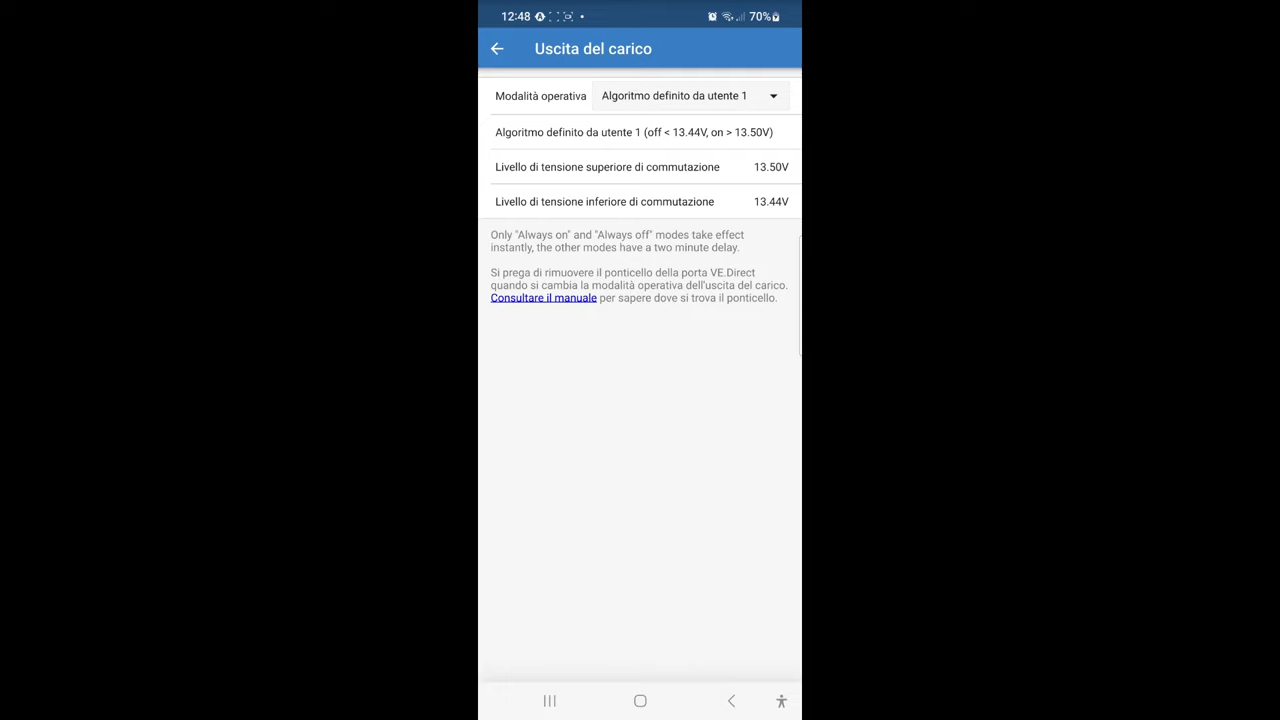 12:48
70%
Uscita del carico
Modalità operativa Algoritmo definito da utente 1
Algoritmo definito da utente 1 (off < 13.44V, on > 13.50V)
Livello di tensione superiore di commutazione 13.50V
Livello di tensione inferiore di commutazione 13.44V
Only "Always on" and "Always off" modes take effect
instantly, the other modes have a two minute delay.
Si prega di rimuovere il ponticello della porta VE.Direct
quando si cambia la modalità operativa dell'uscita del carico.
Consultare il manuale per sapere dove si trova il ponticello.